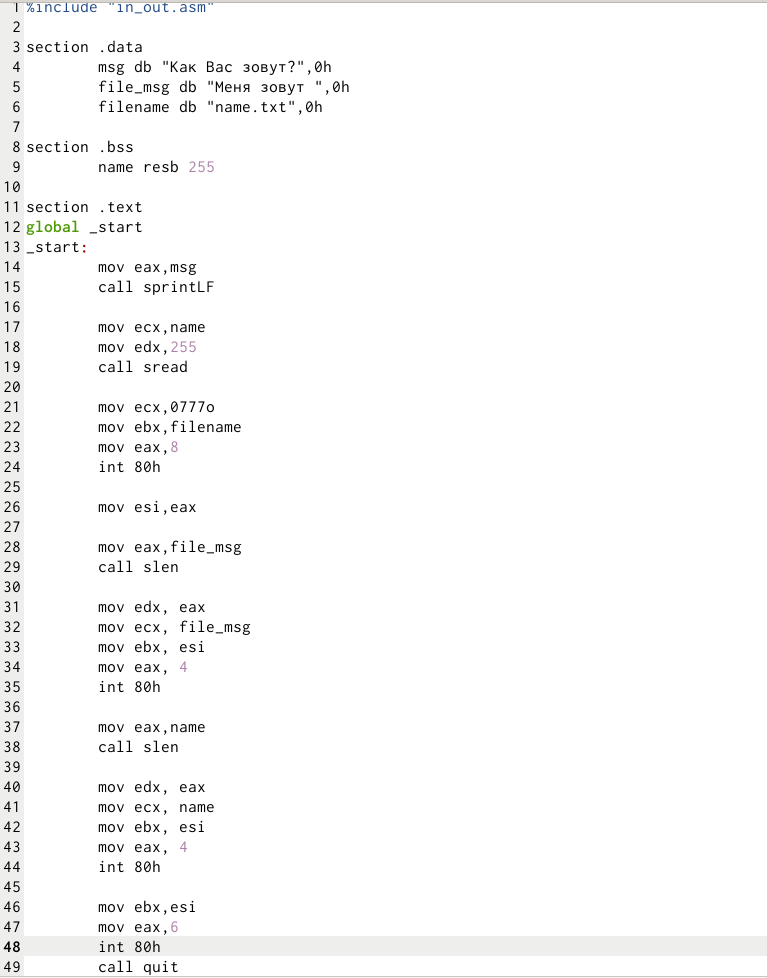 1 %include "in_out.asm"
2
3 section .data
4 msg db "Как Вас зовут?",0h
5 file_msg db "Меня зовут ",0h
6 filename db "name.txt",0h
7
8 section .bss
9 name resb 255
10
11 section .text
12 global _start
13 _start:
14 mov eax,msg
15 call sprintLF
16
17 mov ecx,name
18 mov edx,255
19 call sread
20
21 mov ecx,0777o
22 mov ebx,filename
23 mov eax,8
24 int 80h
25
26 mov esi,eax
27
28 mov eax,file_msg
29 call slen
30
31 mov edx, eax
32 mov ecx, file_msg
33 mov ebx, esi
34 mov eax, 4
35 int 80h
36
37 mov eax,name
38 call slen
39
40 mov edx, eax
41 mov ecx, name
42 mov ebx, esi
43 mov eax, 4
44 int 80h
45
46 mov ebx,esi
47 mov eax,6
48 int 80h
49 call quit